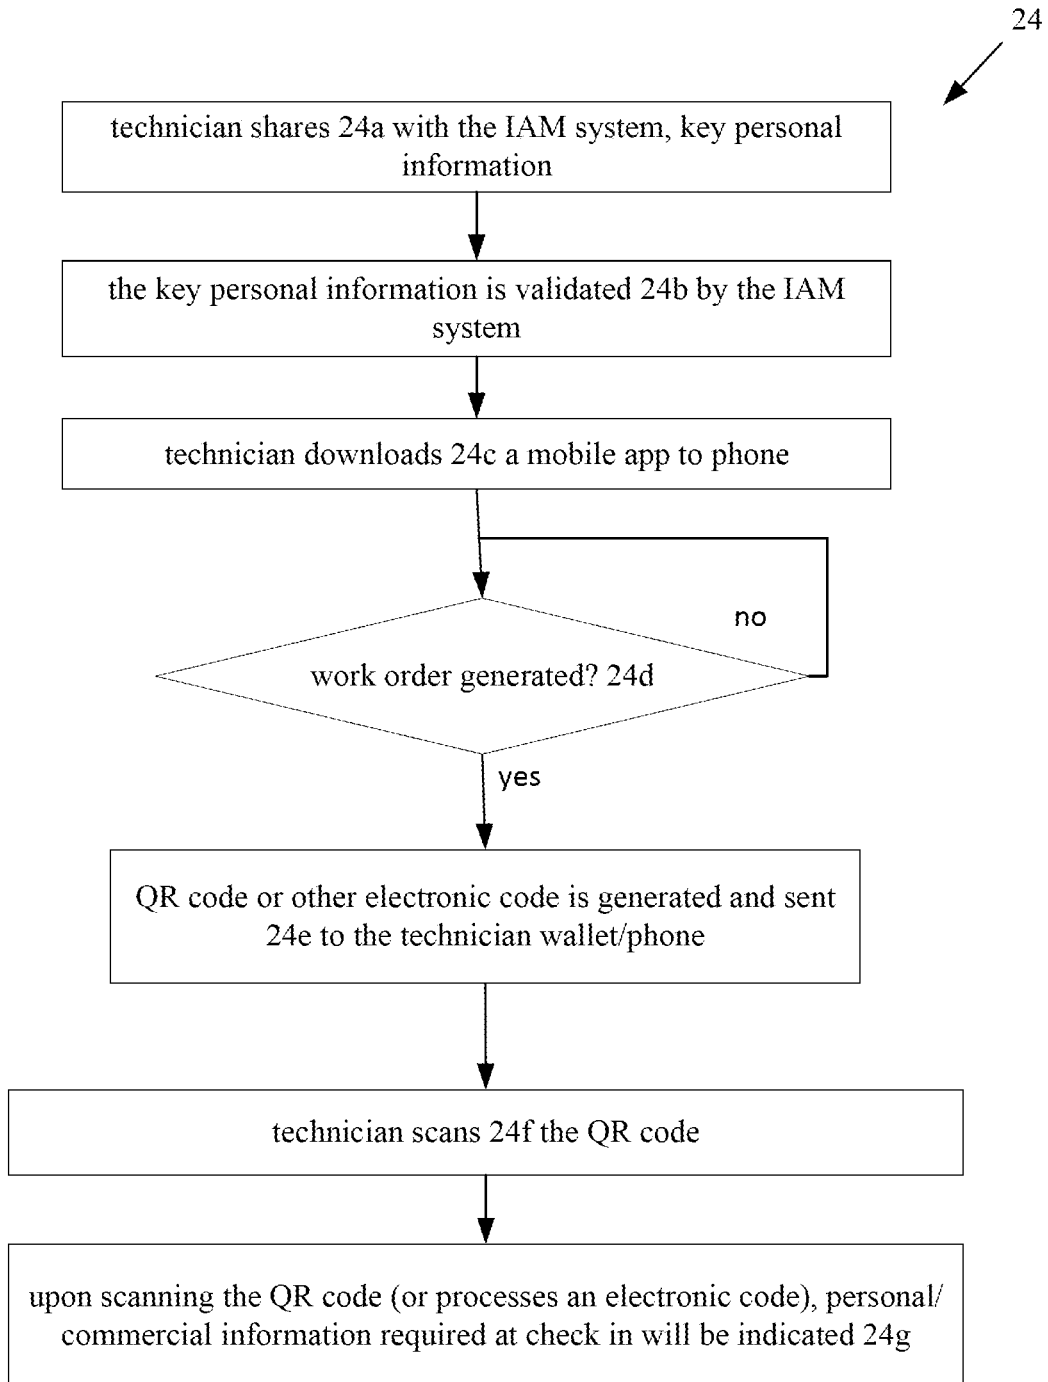 24
technician shares 24a with the IAM system, key personal
information
the key personal information is validated 24b by the IAM
system
technician downloads 24c a mobile app to phone
no
work order generated? 24d
yes
QR code or other electronic code is generated and sent
24e to the technician wallet/phone
technician scans 24f the QR code
upon scanning the QR code (or processes an electronic code), personal/
commercial information required at check in will be indicated 24g